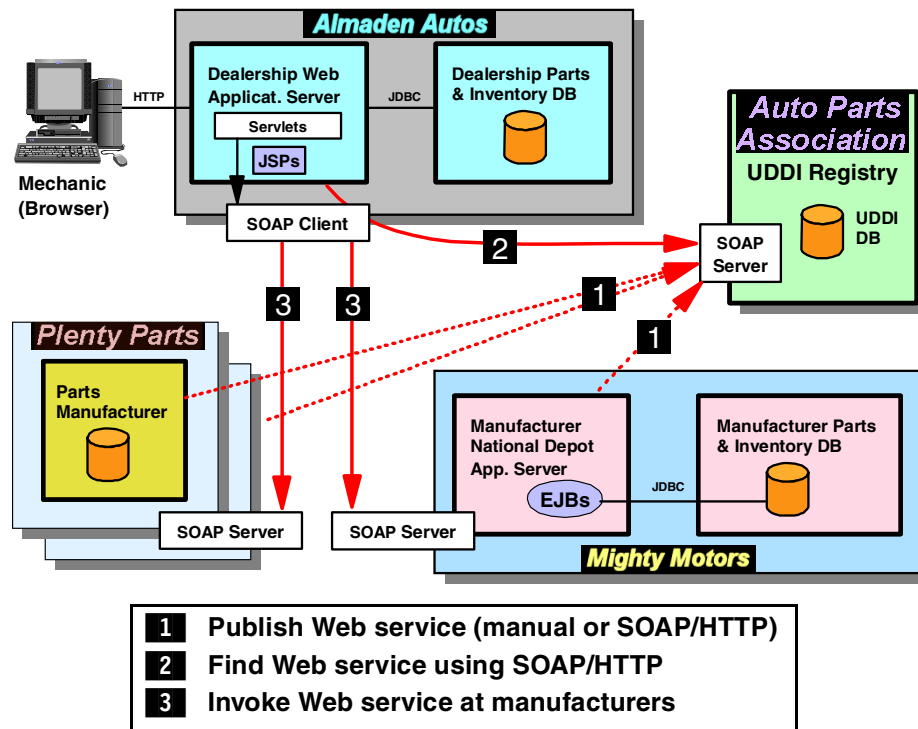 Almaden Autos
Dealership Web
Applicat. Server
Servlets
JSPs
HTTP
JDBC
Dealership Parts
& Inventory DB
Mechanic
(Browser)
SOAP Client
Auto Parts
Association
UDDI Registry
UDDI
DB
SOAP
Server
2
3
3
1
1
Plenty Parts
Parts
Manufacturer
SOAP Server
SOAP Server
Manufacturer
National Depot
App. Server
EJBs
JDBC
Manufacturer Parts
& Inventory DB
Mighty Motors
1 Publish Web service (manual or SOAP/HTTP)
2 Find Web service using SOAP/HTTP
3 Invoke Web service at manufacturers